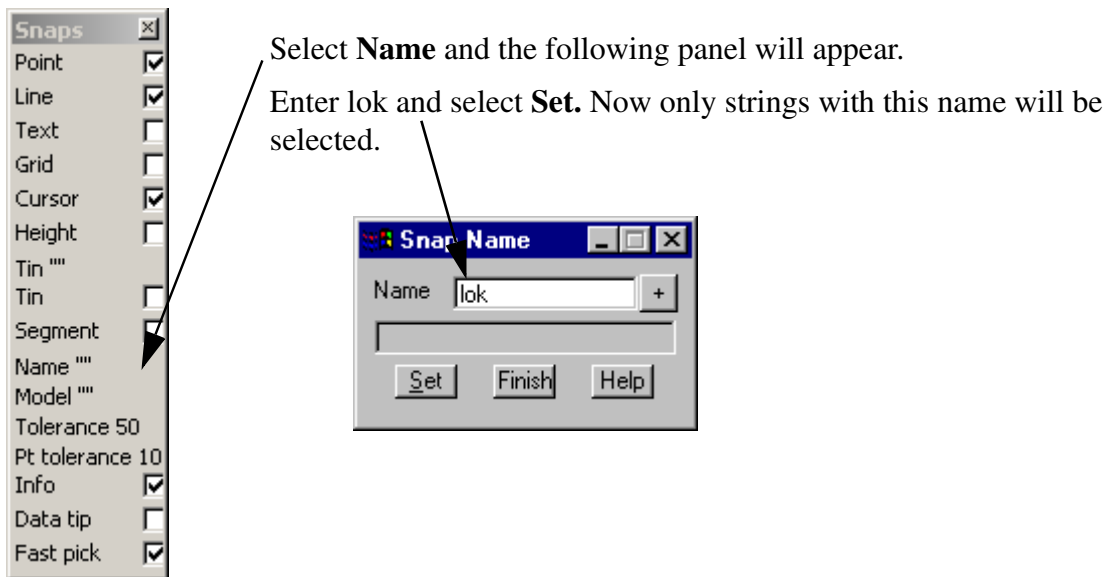 Snaps
Point
Line
Text
Grid
Cursor
Height
Tin ""
Tin
Segment
Name ""
Model ""
Tolerance 50
Pt tolerance 10
Info
Data tip
Fast pick
Select Name and the following panel will appear.
Enter lok and select Set. Now only strings with this name will be
selected.
Snap Name
Name lok +
Set Finish Help